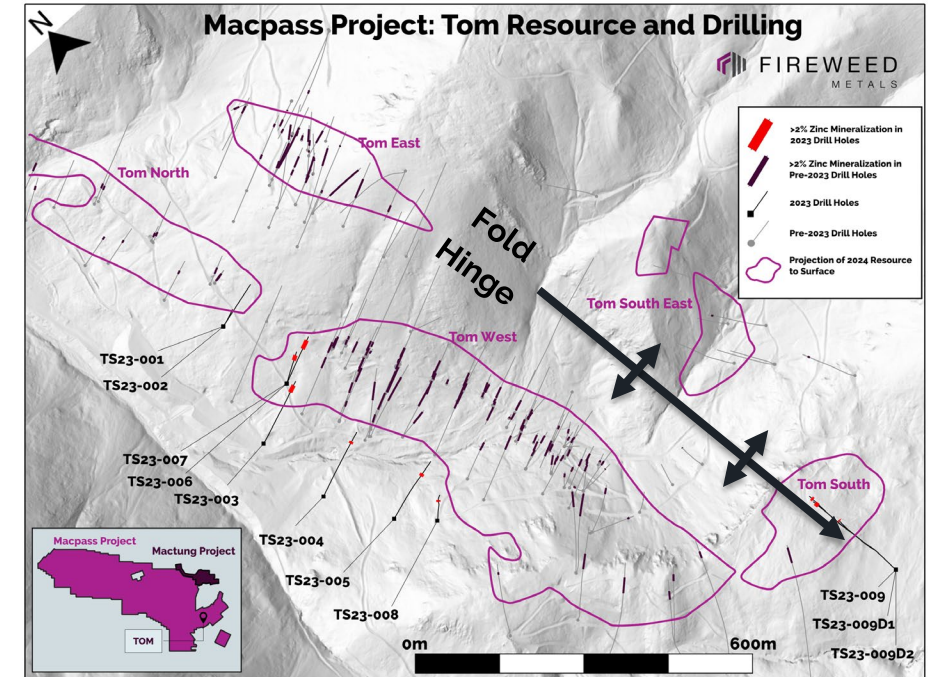 N
Macpass Project: Tom Resource and Drilling
FIREWEED
METALS
>2% Zinc Mineralization in
2023 Drill Holes
>2% Zinc Mineralization in
Pre-2023 Drill Holes
2023 Drill Holes
Pre-2023 Drill Holes
Projection of 2024 Resource
to Surface
Tom East
Tom North
Fold
Hinge
Tom South East
Tom West
TS23-001
TS23-002
TS23-007
TS23-006
TS23-003
Tom South
TS23-004
TS23-005
TS23-008
TS23-009
TS23-009D1
TS23-009D2
Macpass Project
Mactung Project
TOM
0m
600m